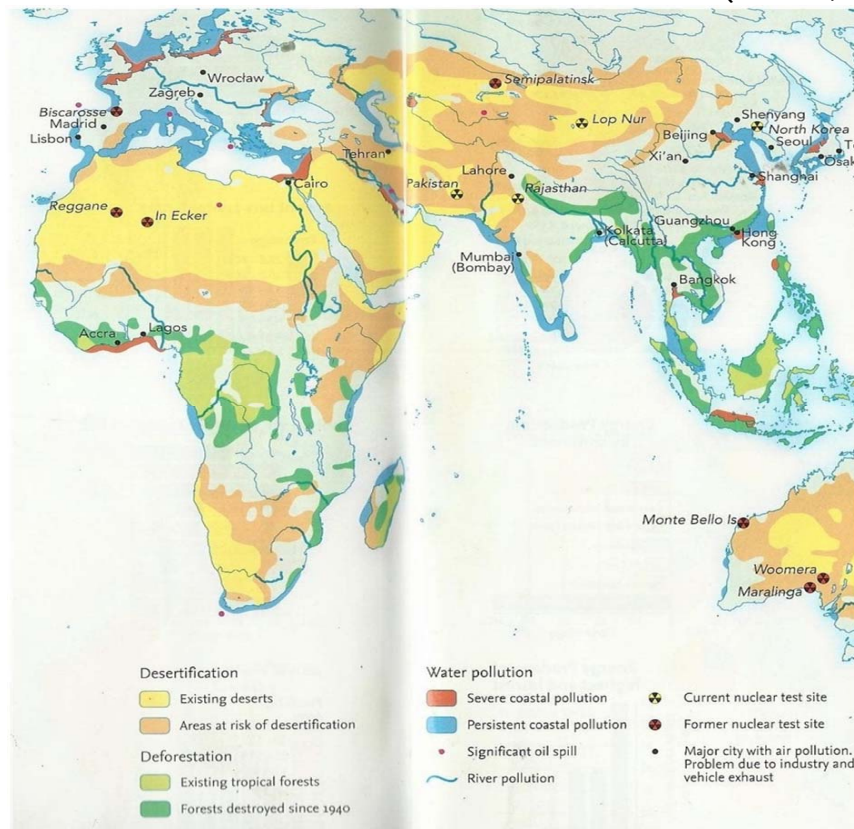 Wrocław
Zagreb
Biscarosse
Madrid
Lisbon
Tehran
Cairo
Reggane
In Ecker
Accra
Lagos
Semipalatinsk
Lop Nur
Shenyang
North Korea
Beijing
Seoul
Xi'an
Osak
Shanghai
Lahore
Pakistan
Rajasthan
Guangzhou
Hong
Kong
Kolkata
(Calcutta)
Mumbai
(Bombay)
Bangkok
Monte Bello Is
Woomera
Maralinga
Desertification
Existing deserts
Areas at risk of desertification
Deforestation
Existing tropical forests
Forests destroyed since 1940
Water pollution
Severe coastal pollution
Persistent coastal pollution
Significant oil spill
River pollution
Current nuclear test site
Former nuclear test site
Major city with air pollution.
Problem due to industry and
vehicle exhaust